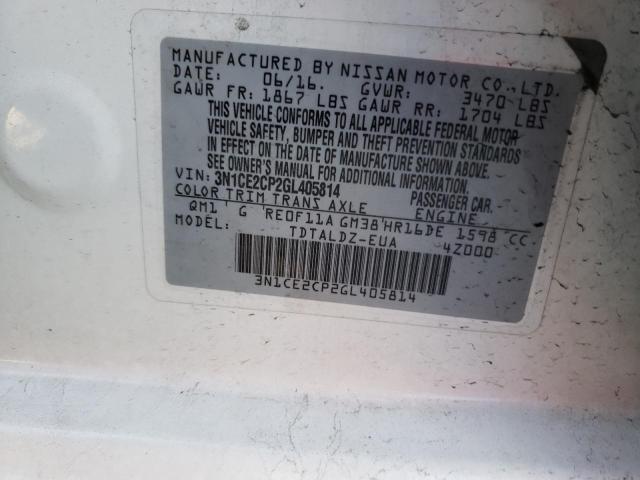 MANUFACTURED BY NISSAN MOTOR CO., LTD.
DATE: 06/16. GVWR: 3470 LBS
GAWR FR: 1867 LBS GAWR RR: 1704 LBS
THIS VEHICLE CONFORMS TO ALL APPLICABLE FEDERAL MOTOR
VEHICLE SAFETY, BUMPER AND THEFT PREVENTION STANDARDS
IN EFFECT ON THE DATE OF MANUFACTURE SHOWN ABOVE.
SEE OWNER'S MANUAL FOR ADDITIONAL INFORMATION.
VIN: 3N1CE2CP2GL405814 PASSENGER CAR.
COLOR TRIM TRANS AXLE ENGINE
QM1 G RE0F11A GM38 HR16DE 1598 CC
MODEL: TDTALDZ-EUA 4Z000
3N1CE2CP2GL405814